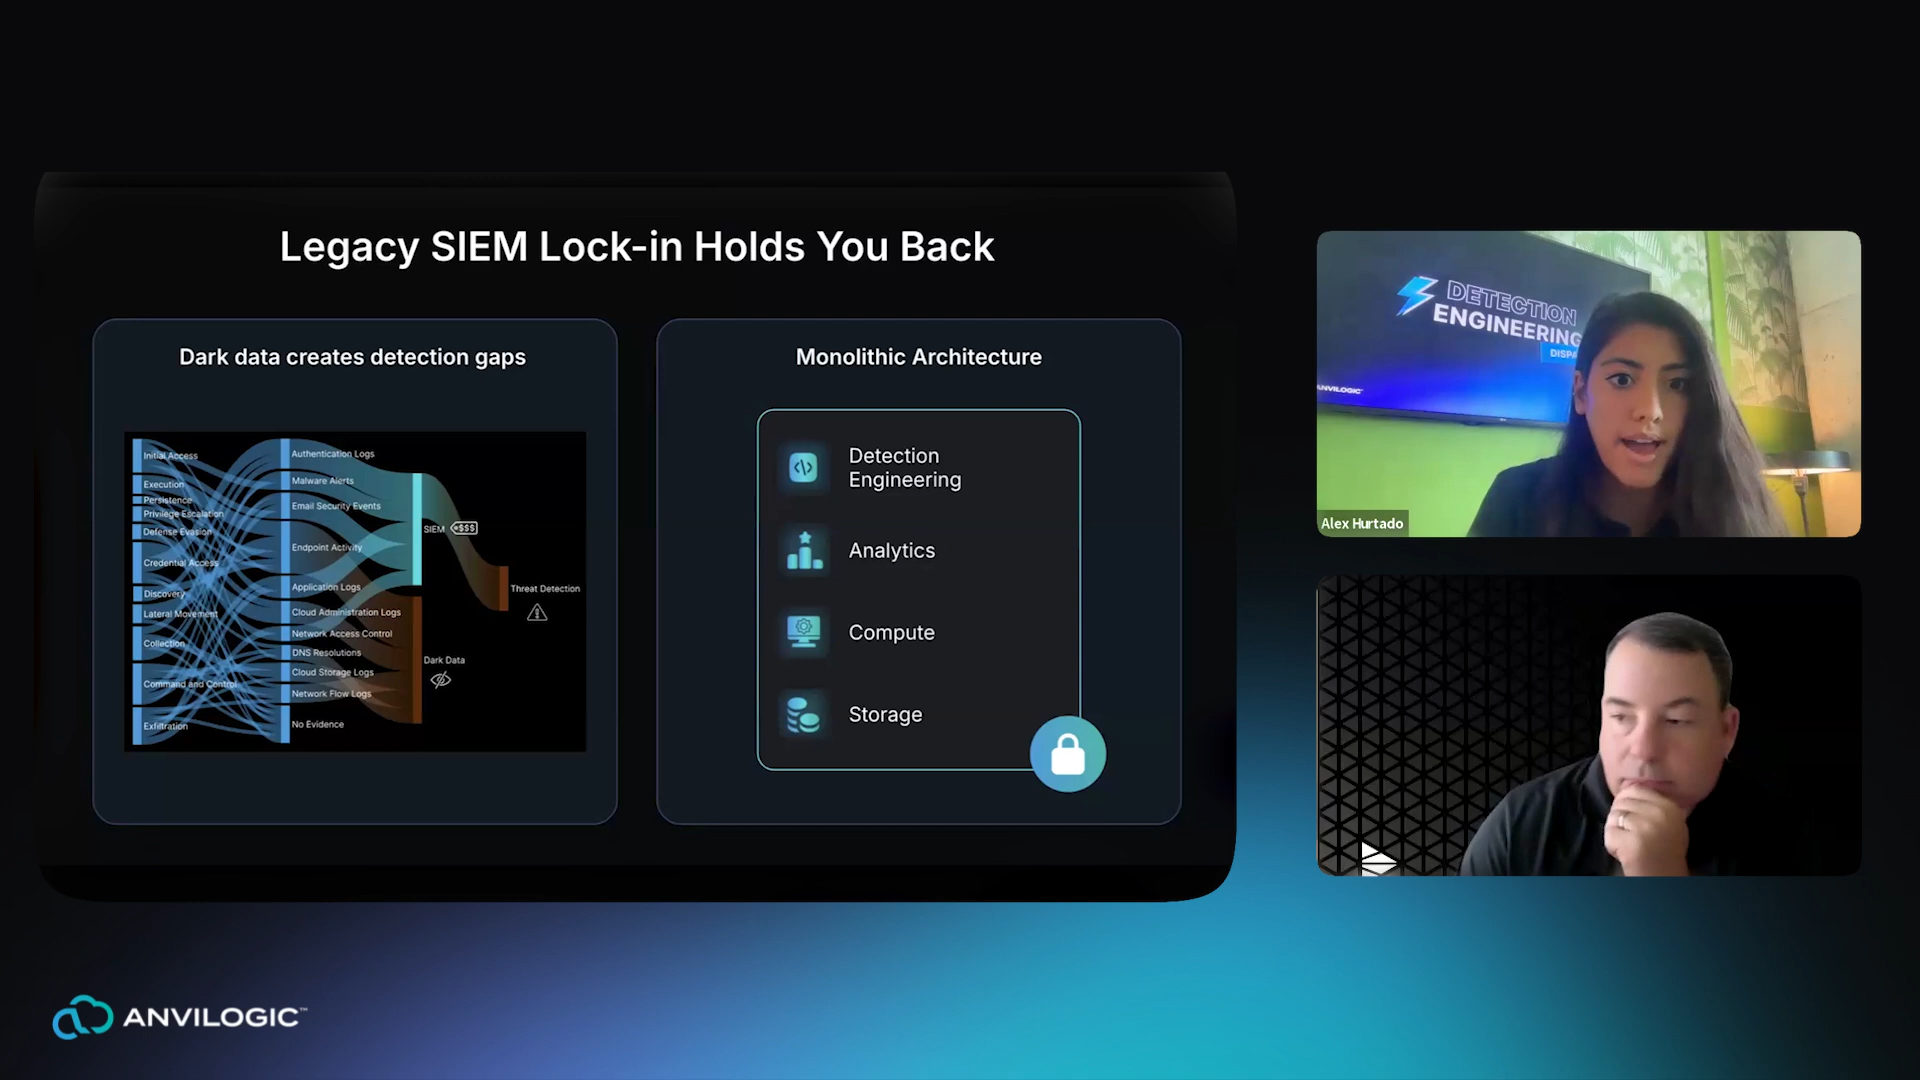 Legacy SIEM Lock-in Holds You Back
Dark data creates detection gaps
Initial Access
Execution
Persistence
Privilege Escalation
Defense Evasion
Credential Access
Discovery
Lateral Movement
Collection
Command and Control
Exfiltration
Authentication Logs
Malware Alerts
Email Security Events
Endpoint Activity
Application Logs
Cloud Administration Logs
Network Access Control
DNS Resolutions
Cloud Storage Logs
Network Flow Logs
No Evidence
SIEM
$$$
Dark Data
Threat Detection
Monolithic Architecture
Detection
Engineering
Analytics
Compute
Storage
DETECTION
ENGINEERING
DISPA
ANVILOGIC
Alex Hurtado
ANVILOGIC™